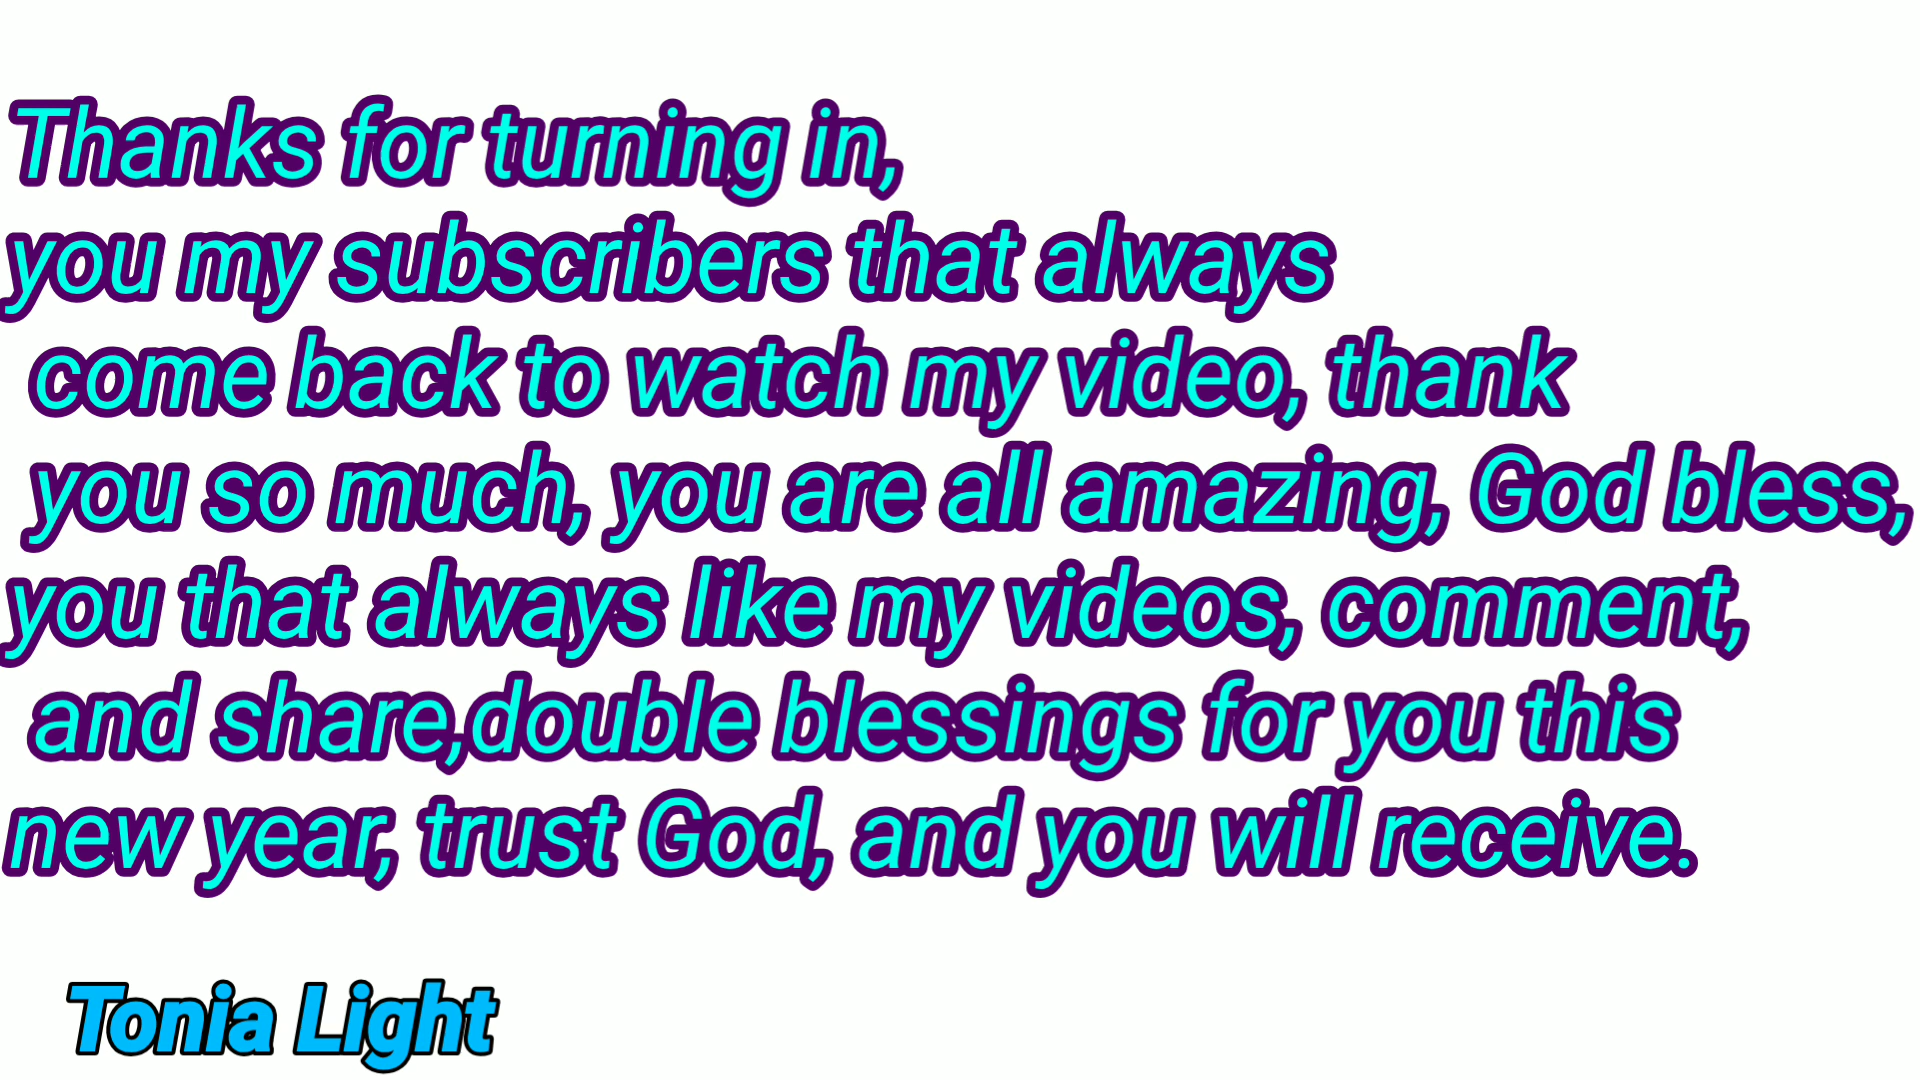 Thanks for turning in,
you my subscribers that always
come back to watch my video, thank
you so much, you are all amazing, God bless,
you that always like my videos, comment,
and share,double blessings for you this
new year, trust God, and you will receive.
Tonia Light